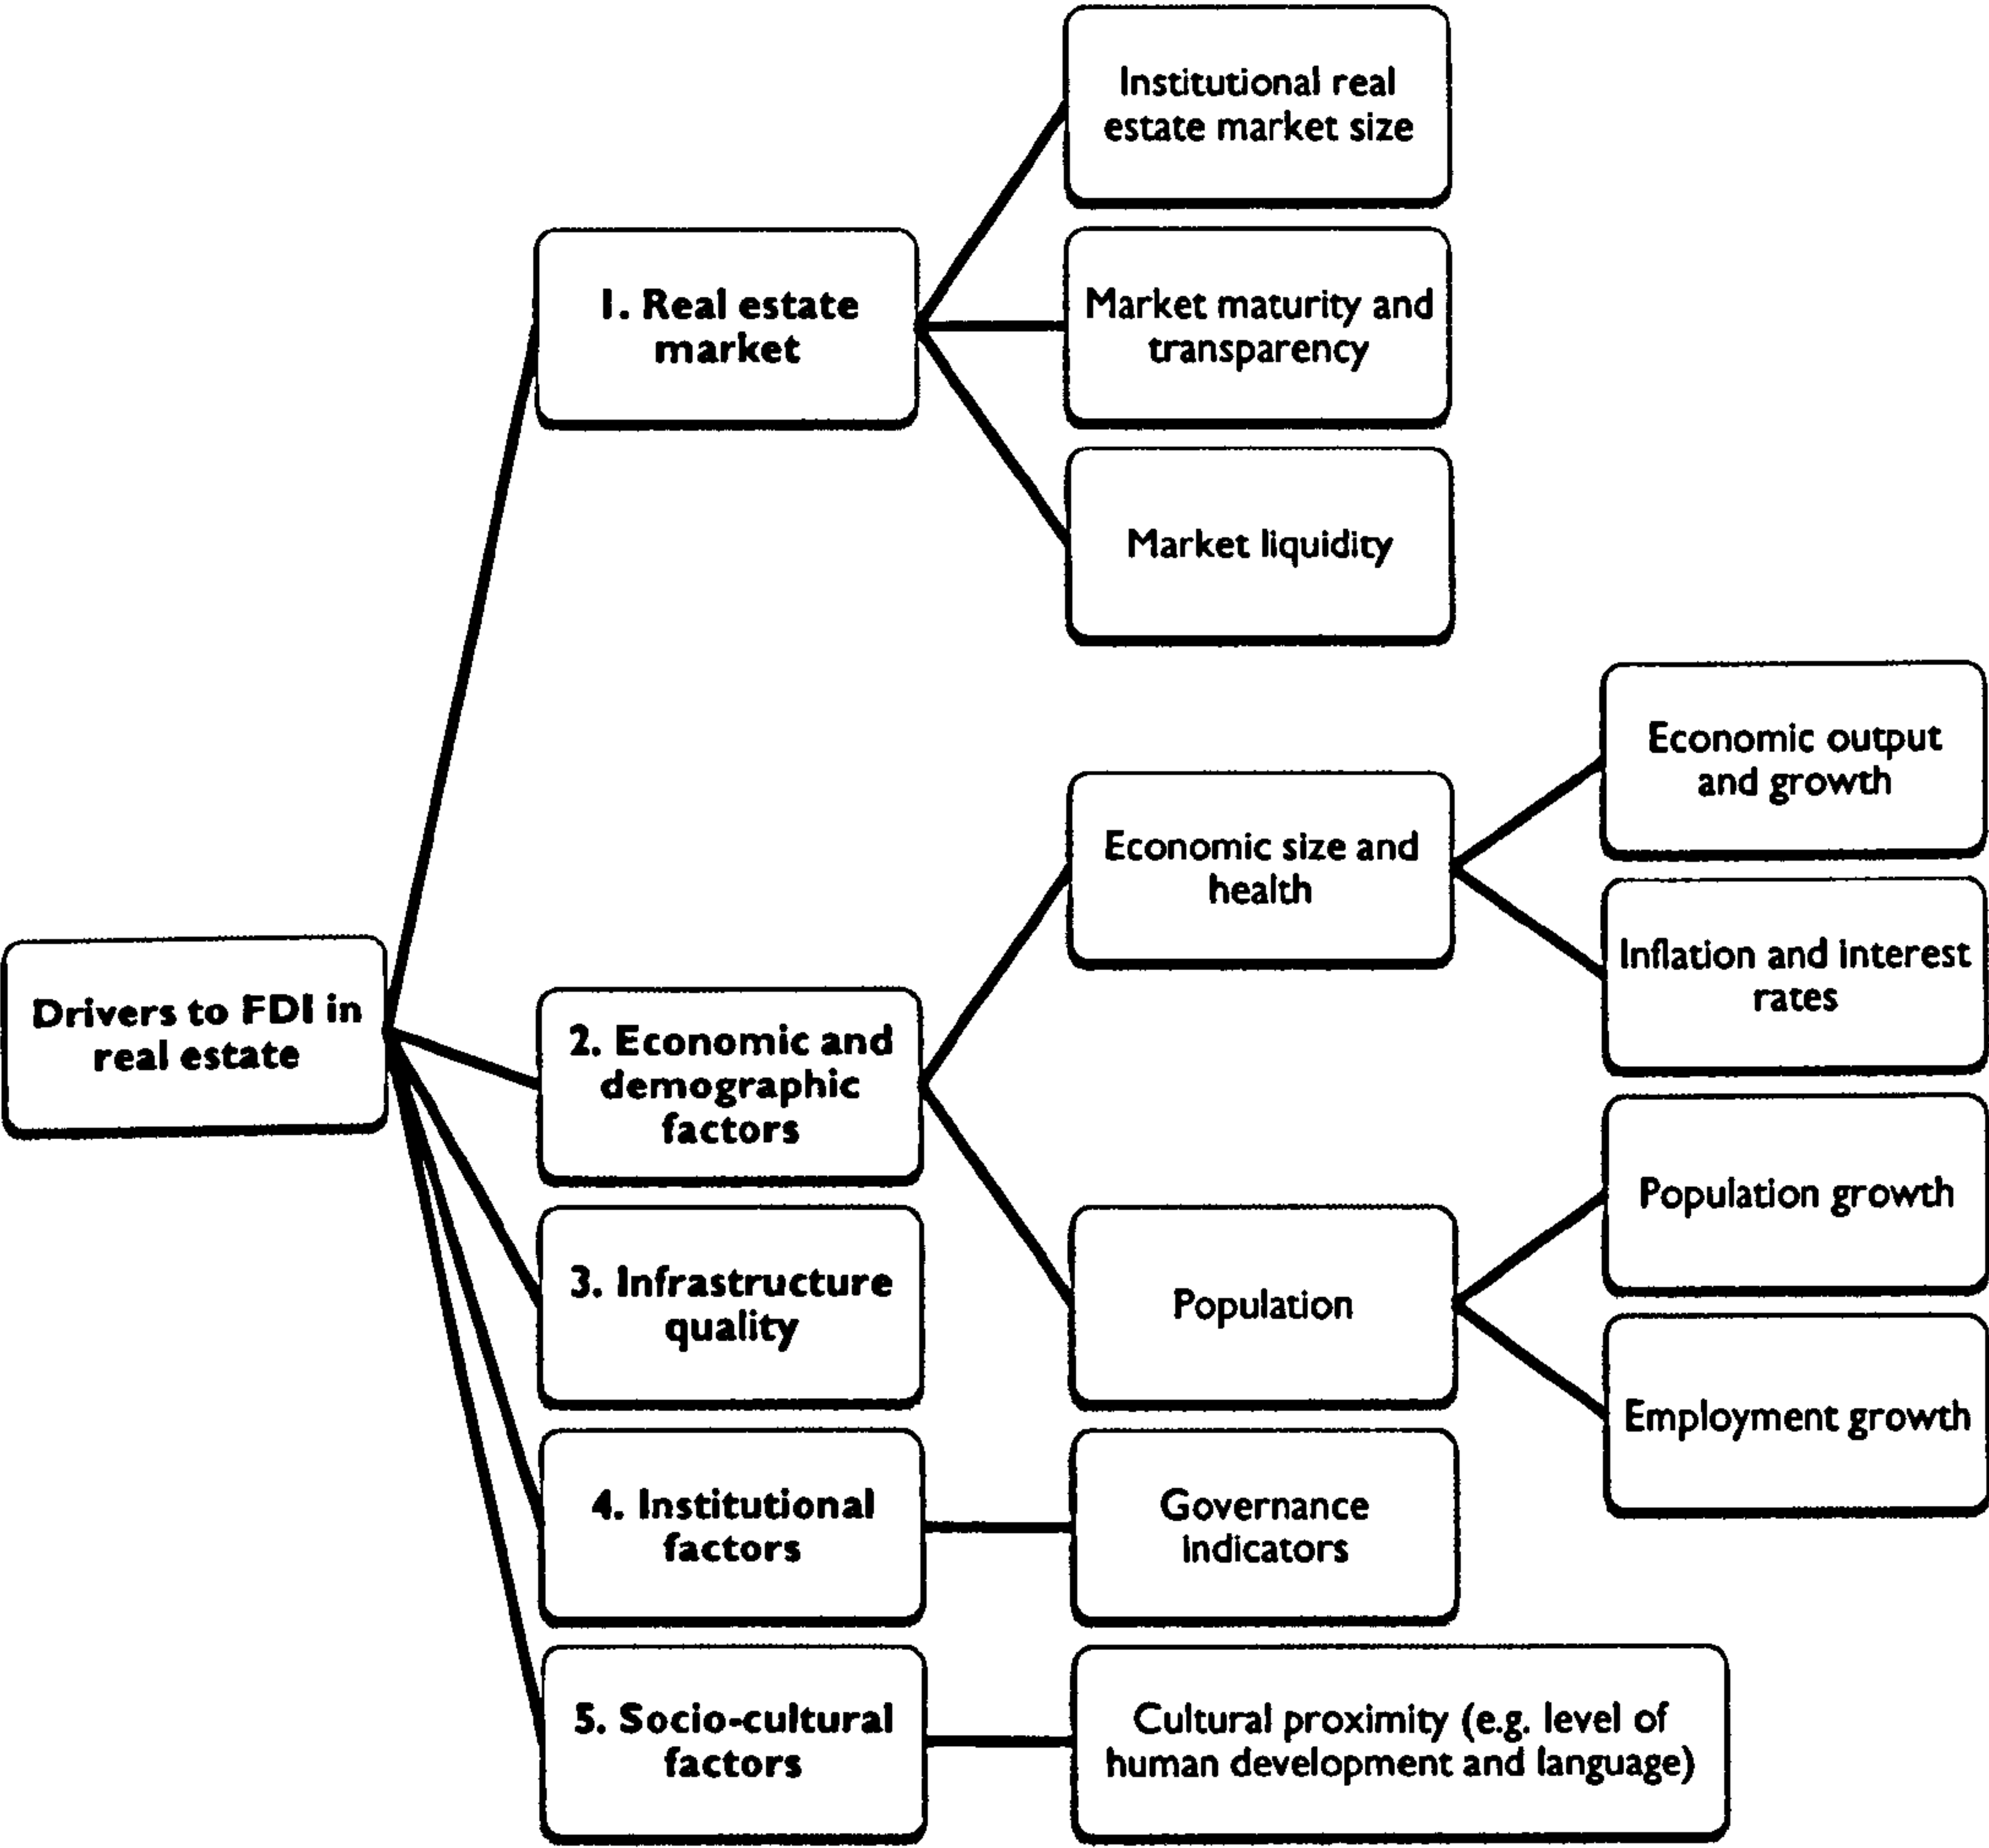 Institutional real
estate market size
1. Real estate
market
Market maturity and
transparency
Market liquidity
Economic output
and growth
Economic size and
health
Inflation and interest
rates
Drivers to FDI in
real estate
2. Economic and
demographic
factors
Population growth
3. Infrastructure
quality
Population
Employment growth
4. Institutional
factors
Governance
indicators
5. Socio-cultural
factors
Cultural proximity (e.g. level of
human development and language)